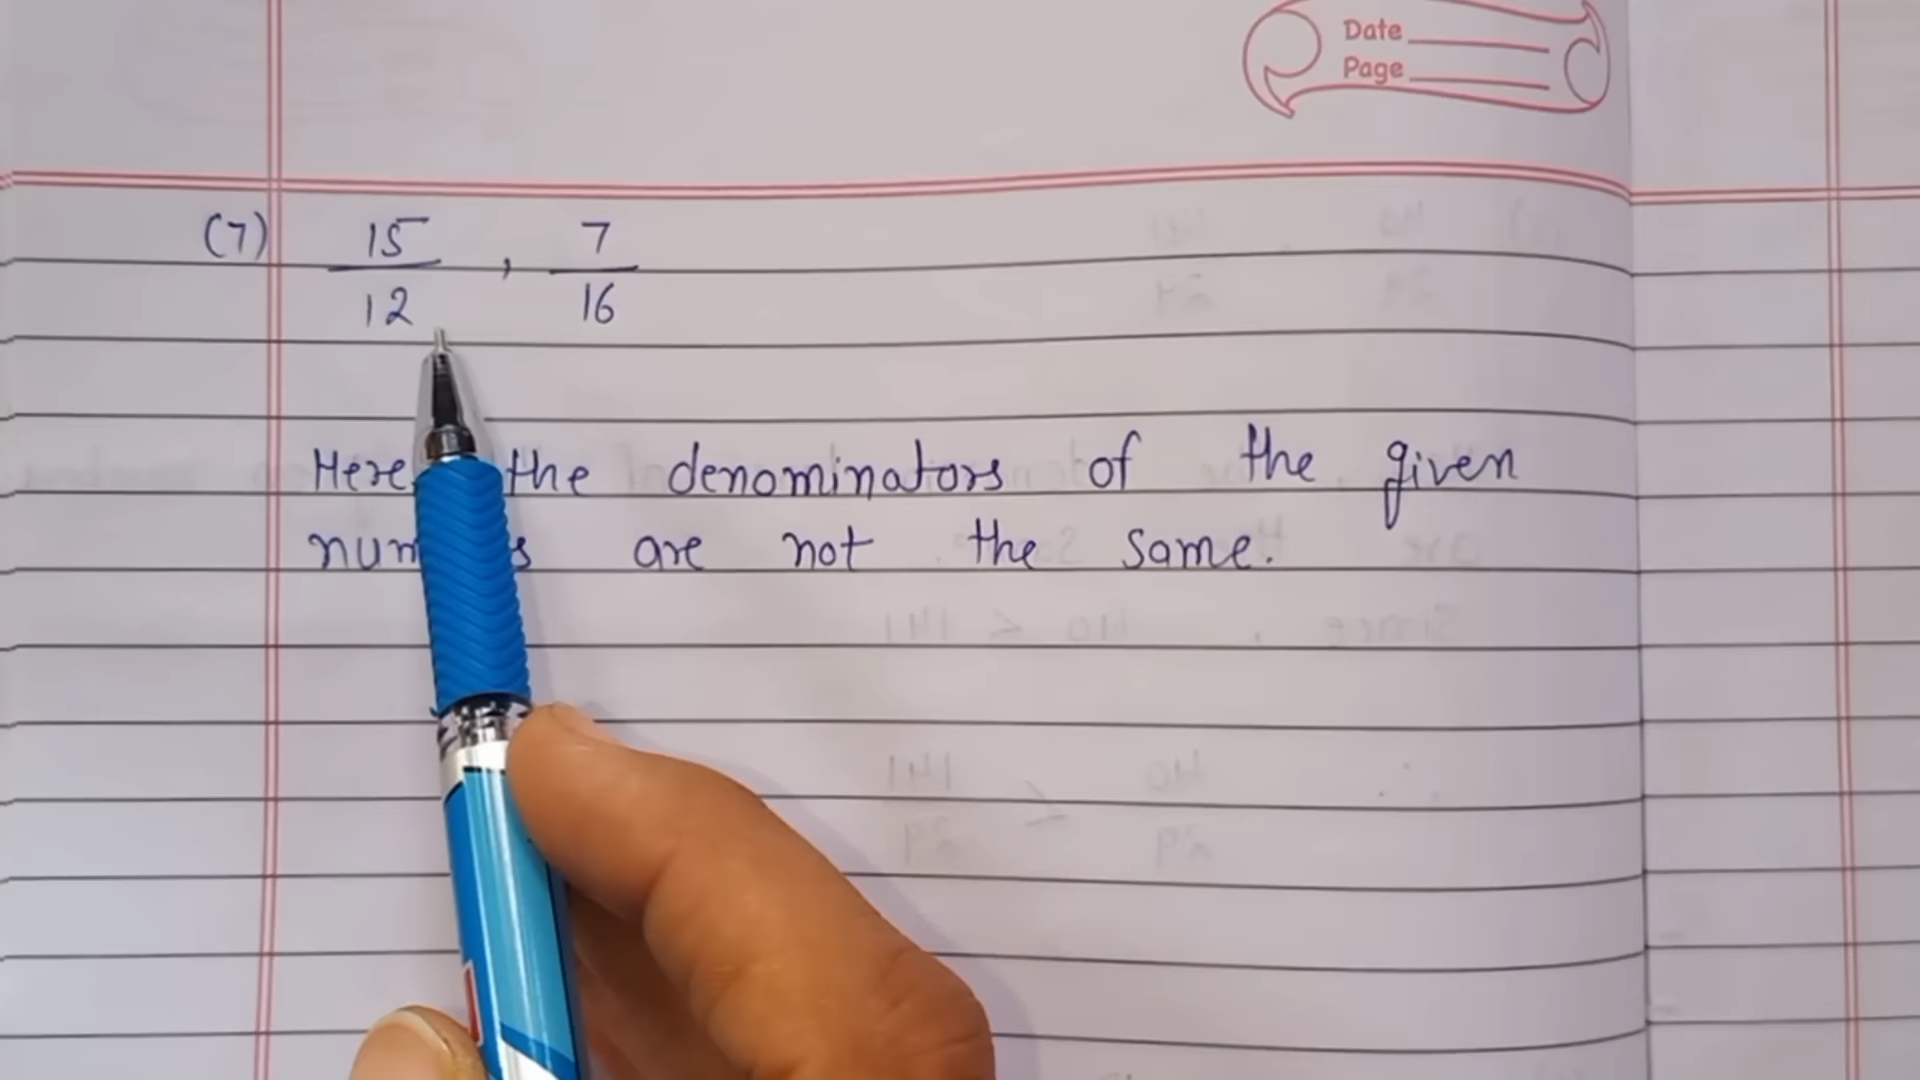 Date
Page
(7) 15/12 , 7/16
Here the denominators of the given
are not the same.